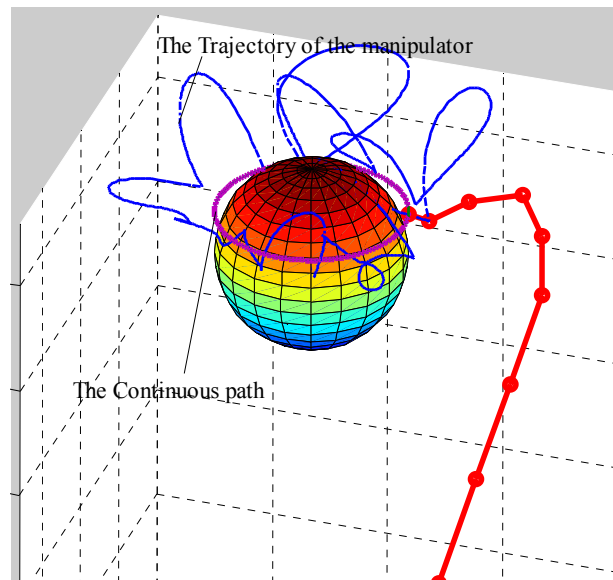 The Trajectory of the manipulator
The Continuous path